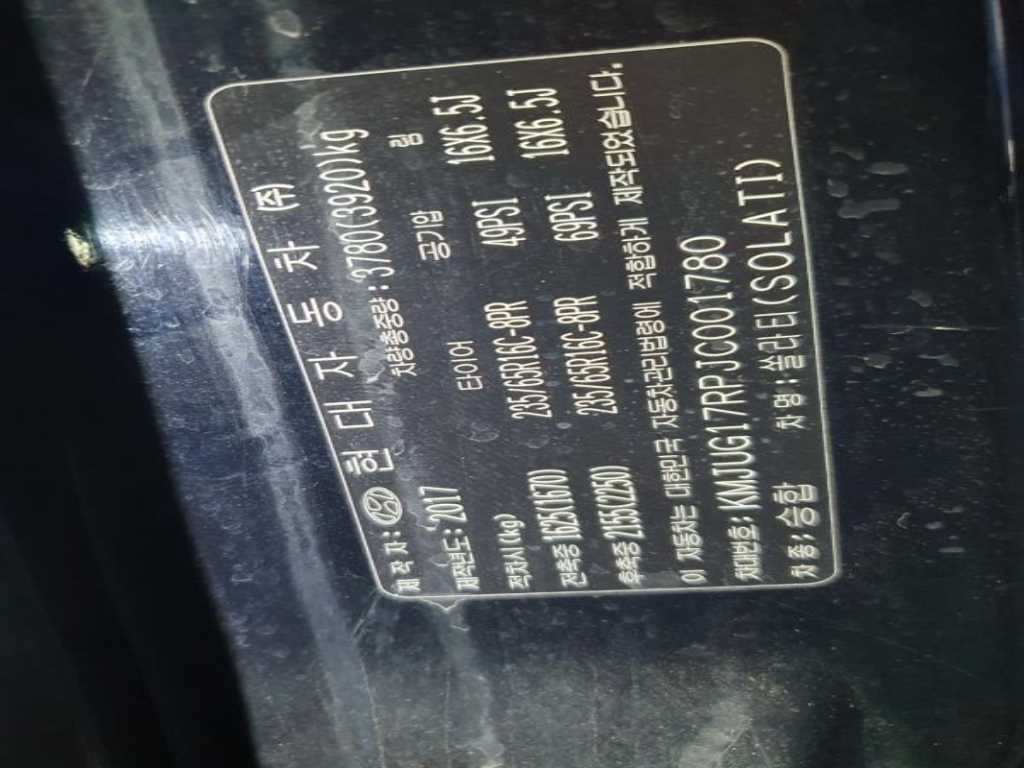 제 작 자: 현 대 자 동 차 (주)
제작년도: 2017 차량총중량: 3780(3920)kg
적차시(kg) 타이어 공기압 림
전축중 1625(1670) 235/65R16C-8PR 49PSI 16X6.5J
후축중 2155(2250) 235/65R16C-8PR 69PSI 16X6.5J
이 자동차는 대한민국 자동차관리법령에 적합하게 제작되었습니다.
차대번호: KMJUG17RPJC001780
차 종: 승합 차 명: 쏠라티(SOLATI)